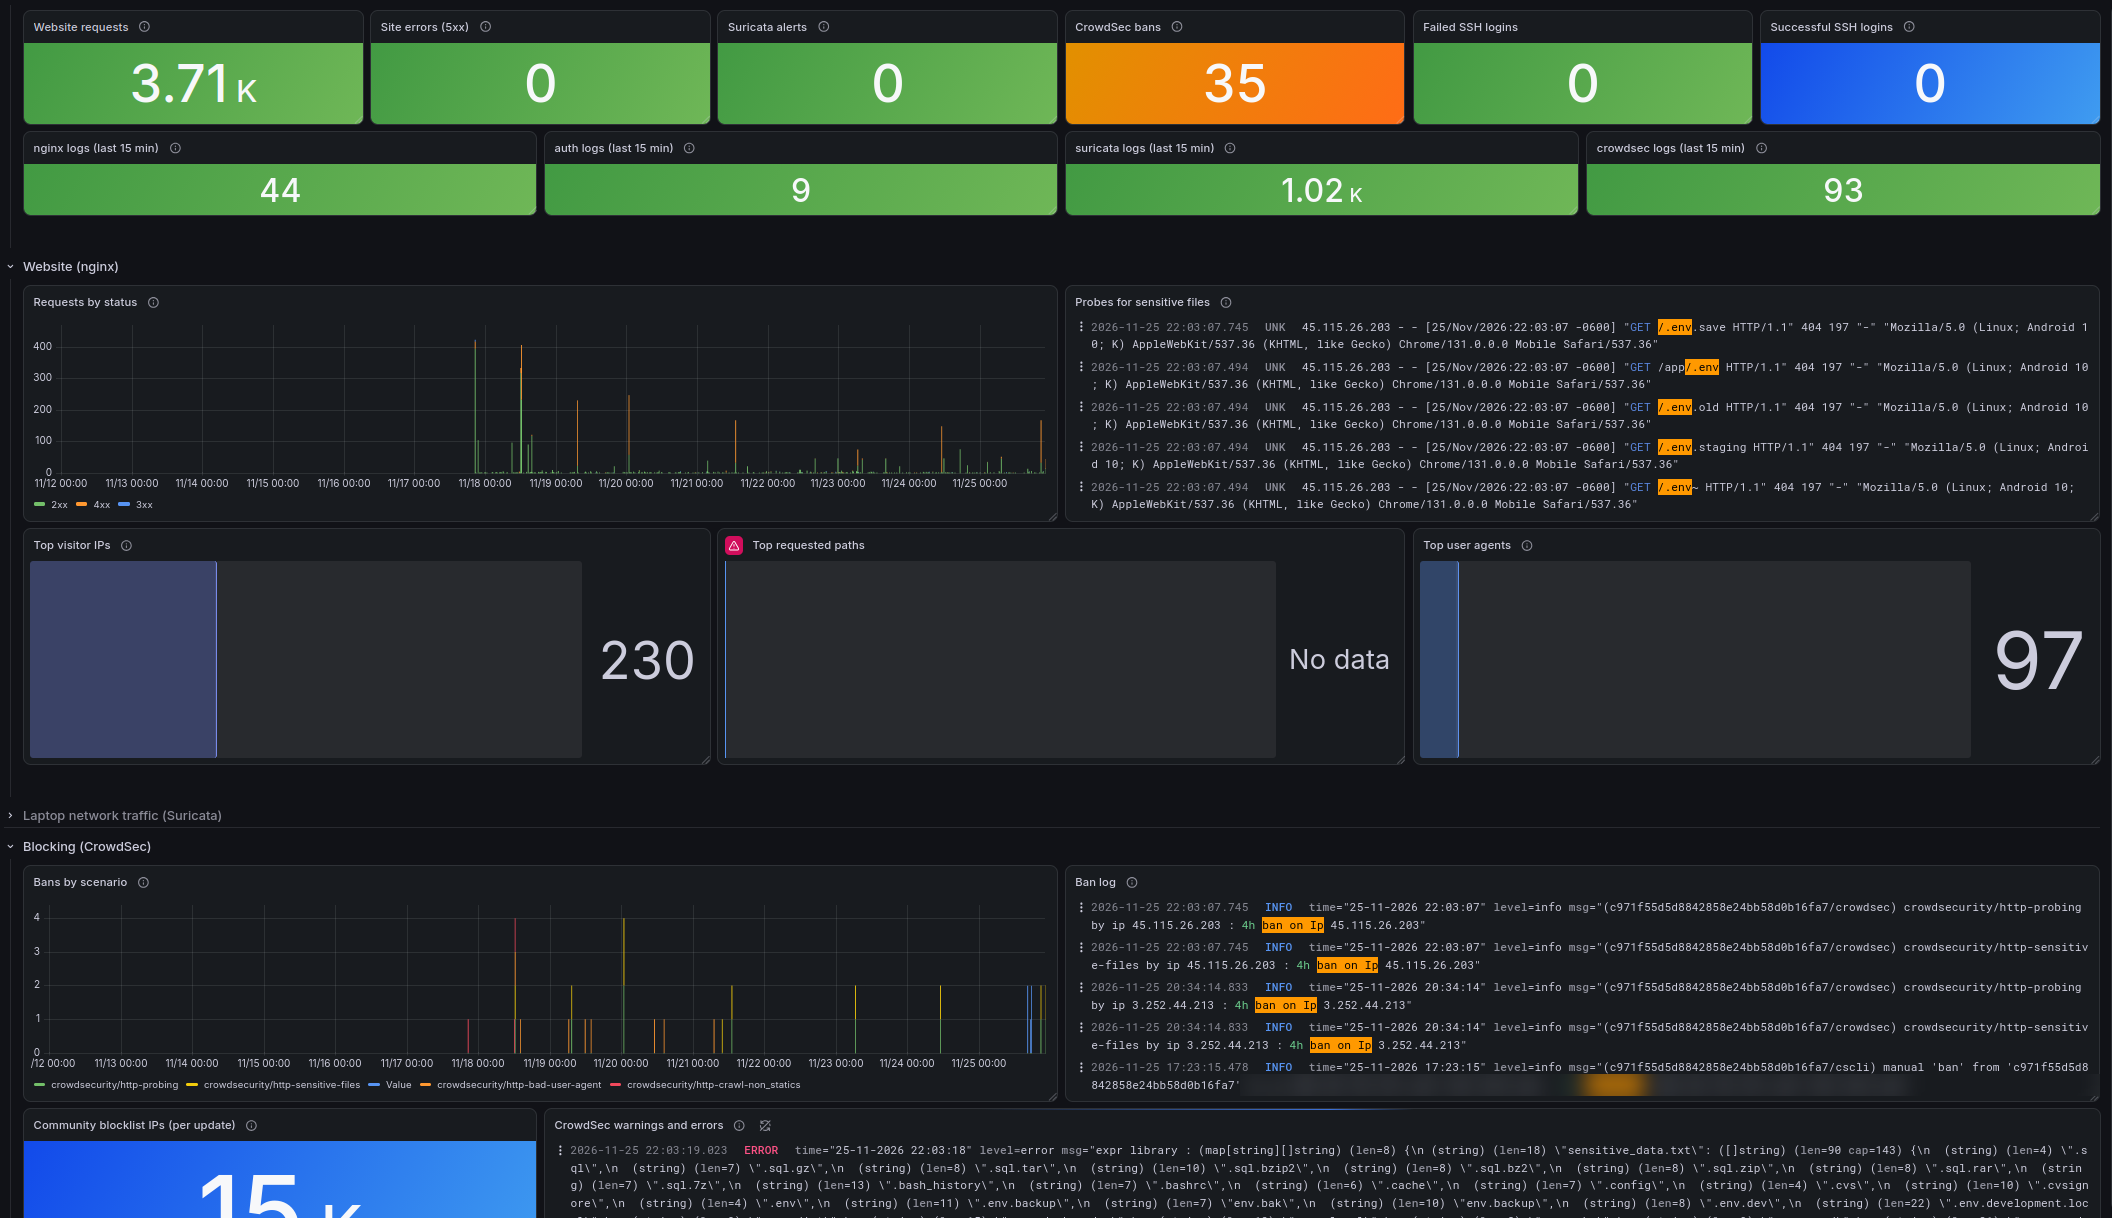 Website requests
Site errors (5xx)
Suricata alerts
CrowdSec bans
Failed SSH logins
Successful SSH logins
3.71 K
0
0
35
0
0
nginx logs (last 15 min)
auth logs (last 15 min)
suricata logs (last 15 min)
crowdsec logs (last 15 min)
44
9
1.02 K
93
Website (nginx)
Requests by status
400
300
200
100
0
11/12 00:00 11/13 00:00 11/14 00:00 11/15 00:00 11/16 00:00 11/17 00:00 11/18 00:00 11/19 00:00 11/20 00:00 11/21 00:00 11/22 00:00 11/23 00:00 11/24 00:00 11/25 00:00
2xx 4xx 3xx
Probes for sensitive files
2026-11-25 22:03:07.745 UNK 45.115.26.203 - - [25/Nov/2026:22:03:07 -0600] "GET /.env.save HTTP/1.1" 404 197 "-" "Mozilla/5.0 (Linux; Android 1
0; K) AppleWebKit/537.36 (KHTML, like Gecko) Chrome/131.0.0.0 Mobile Safari/537.36"
2026-11-25 22:03:07.494 UNK 45.115.26.203 - - [25/Nov/2026:22:03:07 -0600] "GET /app/.env HTTP/1.1" 404 197 "-" "Mozilla/5.0 (Linux; Android 10
; K) AppleWebKit/537.36 (KHTML, like Gecko) Chrome/131.0.0.0 Mobile Safari/537.36"
2026-11-25 22:03:07.494 UNK 45.115.26.203 - - [25/Nov/2026:22:03:07 -0600] "GET /.env.old HTTP/1.1" 404 197 "-" "Mozilla/5.0 (Linux; Android 10
; K) AppleWebKit/537.36 (KHTML, like Gecko) Chrome/131.0.0.0 Mobile Safari/537.36"
2026-11-25 22:03:07.494 UNK 45.115.26.203 - - [25/Nov/2026:22:03:07 -0600] "GET /.env.staging HTTP/1.1" 404 197 "-" "Mozilla/5.0 (Linux; Androi
d 10; K) AppleWebKit/537.36 (KHTML, like Gecko) Chrome/131.0.0.0 Mobile Safari/537.36"
2026-11-25 22:03:07.494 UNK 45.115.26.203 - - [25/Nov/2026:22:03:07 -0600] "GET /.env~ HTTP/1.1" 404 197 "-" "Mozilla/5.0 (Linux; Android 10;
K) AppleWebKit/537.36 (KHTML, like Gecko) Chrome/131.0.0.0 Mobile Safari/537.36"
Top visitor IPs
230
Top requested paths
No data
Top user agents
97
Laptop network traffic (Suricata)
Blocking (CrowdSec)
Bans by scenario
4
3
2
1
0
/12 00:00 11/13 00:00 11/14 00:00 11/15 00:00 11/16 00:00 11/17 00:00 11/18 00:00 11/19 00:00 11/20 00:00 11/21 00:00 11/22 00:00 11/23 00:00 11/24 00:00 11/25 00:00
crowdsecurity/http-probing crowdsecurity/http-sensitive-files Value crowdsecurity/http-bad-user-agent crowdsecurity/http-crawl-non_statics
Ban log
2026-11-25 22:03:07.745 INFO time="25-11-2026 22:03:07" level=info msg="(c971f55d5d8842858e24bb58d0b16fa7/crowdsec) crowdsecurity/http-probing
by ip 45.115.26.203 : 4h ban on Ip 45.115.26.203"
2026-11-25 22:03:07.745 INFO time="25-11-2026 22:03:07" level=info msg="(c971f55d5d8842858e24bb58d0b16fa7/crowdsec) crowdsecurity/http-sensitiv
e-files by ip 45.115.26.203 : 4h ban on Ip 45.115.26.203"
2026-11-25 20:34:14.833 INFO time="25-11-2026 20:34:14" level=info msg="(c971f55d5d8842858e24bb58d0b16fa7/crowdsec) crowdsecurity/http-probing
by ip 3.252.44.213 : 4h ban on Ip 3.252.44.213"
2026-11-25 20:34:14.833 INFO time="25-11-2026 20:34:14" level=info msg="(c971f55d5d8842858e24bb58d0b16fa7/crowdsec) crowdsecurity/http-sensitiv
e-files by ip 3.252.44.213 : 4h ban on Ip 3.252.44.213"
2026-11-25 17:23:15.478 INFO time="25-11-2026 17:23:15" level=info msg="(c971f55d5d8842858e24bb58d0b16fa7/cscli) manual 'ban' from 'c971f55d5d8
842858e24bb58d0b16fa7'
Community blocklist IPs (per update)
15 K
CrowdSec warnings and errors
2026-11-25 22:03:19.023 ERROR time="25-11-2026 22:03:18" level=error msg="expr library : (map[string][]string) (len=8) {\n (string) (len=18) \"sensitive_data.txt\": ([]string) (len=90 cap=143) {\n (string) (len=4) \".s
ql\",\n (string) (len=7) \".sql.gz\",\n (string) (len=8) \".sql.tar\",\n (string) (len=10) \".sql.bzip2\",\n (string) (len=8) \".sql.bz2\",\n (string) (len=8) \".sql.zip\",\n (string) (len=8) \".sql.rar\",\n (strin
g) (len=7) \".sql.7z\",\n (string) (len=13) \".bash_history\",\n (string) (len=7) \".bashrc\",\n (string) (len=6) \".cache\",\n (string) (len=7) \".config\",\n (string) (len=4) \".cvs\",\n (string) (len=10) \".cvsign
ore\",\n (string) (len=4) \".env\",\n (string) (len=11) \".env.backup\",\n (string) (len=7) \"env.bak\",\n (string) (len=10) \"env.backup\",\n (string) (len=8) \".env.dev\",\n (string) (len=22) \".env.development.loc